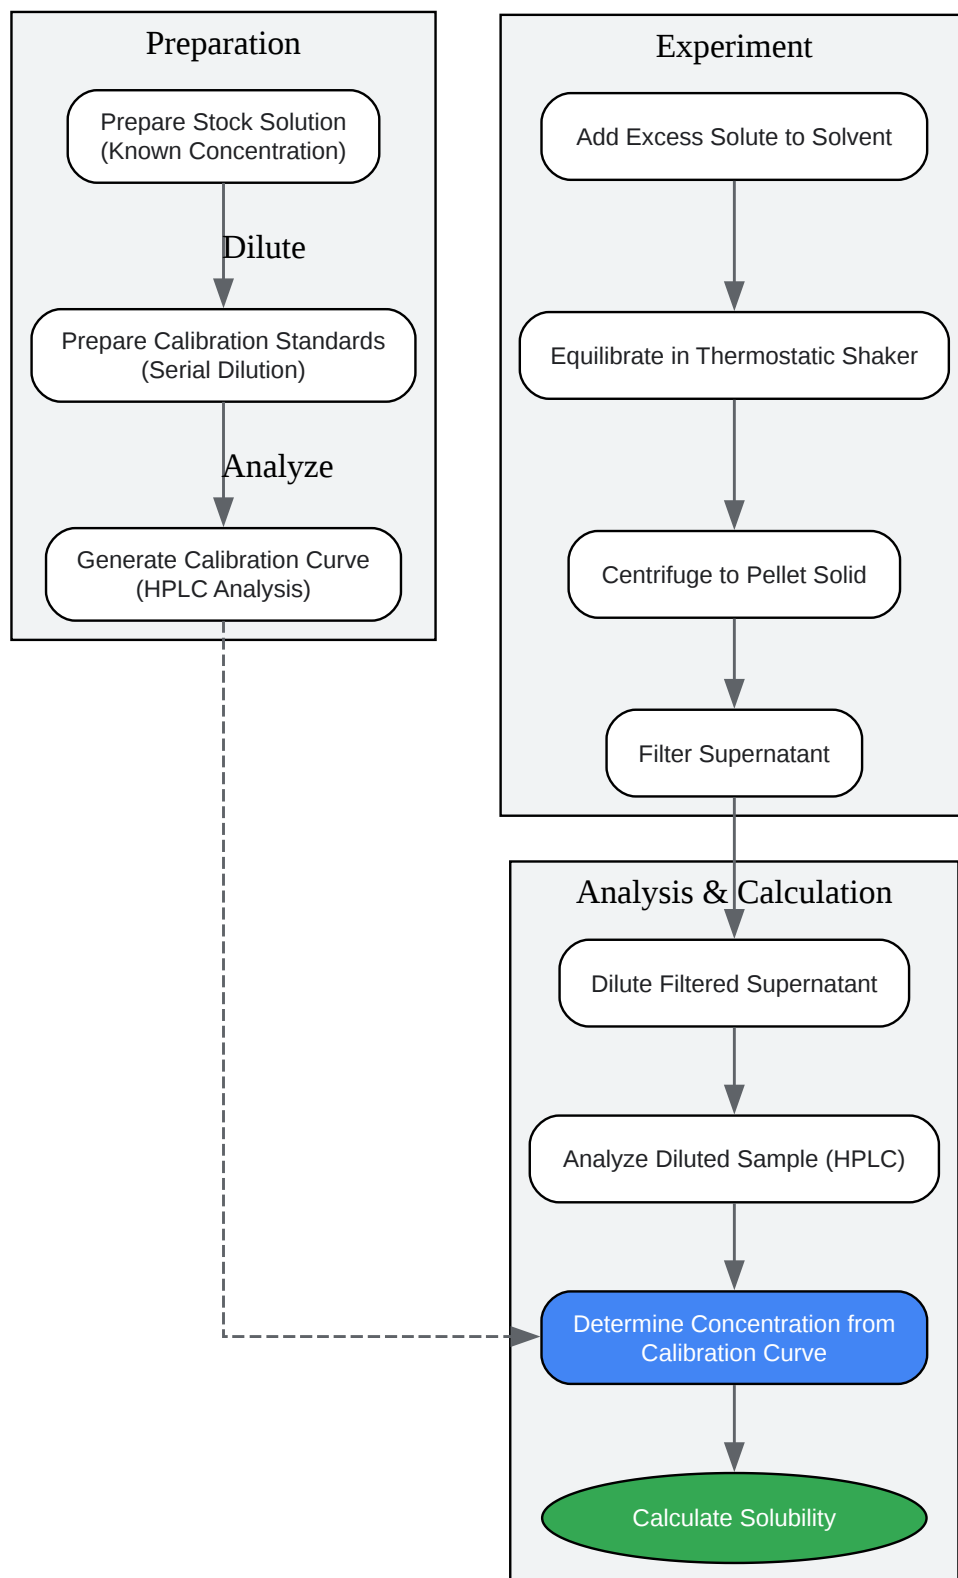 Preparation
Prepare Stock Solution
(Known Concentration)
Dilute
Prepare Calibration Standards
(Serial Dilution)
Analyze
Generate Calibration Curve
(HPLC Analysis)
Experiment
Add Excess Solute to Solvent
Equilibrate in Thermostatic Shaker
Centrifuge to Pellet Solid
Filter Supernatant
Analysis & Calculation
Dilute Filtered Supernatant
Analyze Diluted Sample (HPLC)
Determine Concentration from
Calibration Curve
Calculate Solubility